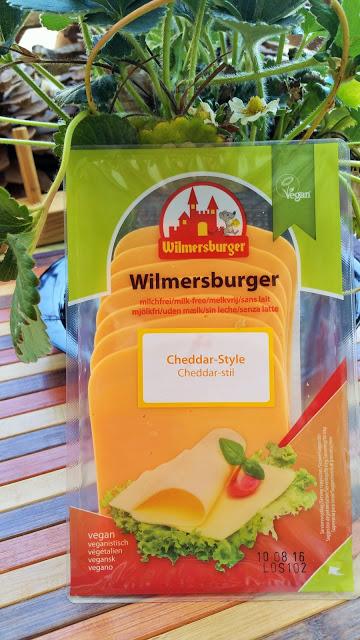 Vegan
Wilmersburger
Wilmersburger
milchfrei/milk-free/melkvrij/sans lait
mjölkfri/uden mælk/sin leche/senza latte
Cheddar-Style
Cheddar-stil
vegan
veganistisch
végétalien
vegansk
vegano
10 08 16
LOS102